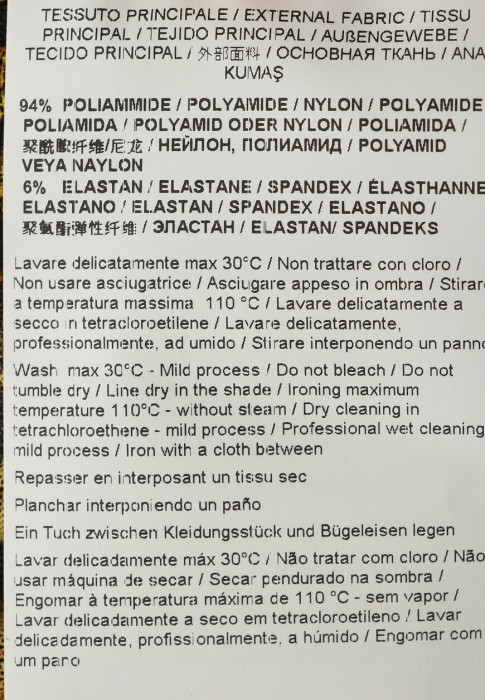 TESSUTO PRINCIPALE / EXTERNAL FABRIC / TISSU
PRINCIPAL / TEJIDO PRINCIPAL / AUßENGEWEBE /
TECIDO PRINCIPAL / 外部面料 / ОСНОВНАЯ ТКАНЬ / ANA
KUMAŞ
94% POLIAMMIDE / POLYAMIDE / NYLON / POLYAMIDE
POLIAMIDA / POLYAMID ODER NYLON / POLIAMIDA /
聚酰胺纤维/尼龙 / НЕЙЛОН, ПОЛИАМИД / POLYAMID
VEYA NAYLON
6% ELASTAN / ELASTANE / SPANDEX / ÉLASTHANNE
ELASTANO / ELASTAN / SPANDEX / ELASTANO /
聚氨酯弹性纤维 / ЭЛАСТАН / ELASTAN/ SPANDEKS
Lavare delicatamente max 30°C / Non trattare con cloro /
Non usare asciugatrice / Asciugare appeso in ombra / Stirare
a temperatura massima 110 °C / Lavare delicatamente a
secco in tetracloroetilene / Lavare delicatamente,
professionalmente, ad umido / Stirare interponendo un panno
Wash max 30°C - Mild process / Do not bleach / Do not
tumble dry / Line dry in the shade / Ironing maximum
temperature 110°C - without steam / Dry cleaning in
tetrachloroethene - mild process / Professional wet cleaning
mild process / Iron with a cloth between
Repasser en interposant un tissu sec
Planchar interponiendo un paño
Ein Tuch zwischen Kleidungsstück und Bügeleisen legen
Lavar delicadamente máx 30°C / Não tratar com cloro / Não
usar máquina de secar / Secar pendurado na sombra /
Engomar à temperatura máxima de 110 °C - sem vapor /
Lavar delicadamente a seco em tetracloroetileno / Lavar
delicadamente, profissionalmente, a húmido / Engomar com
um pano